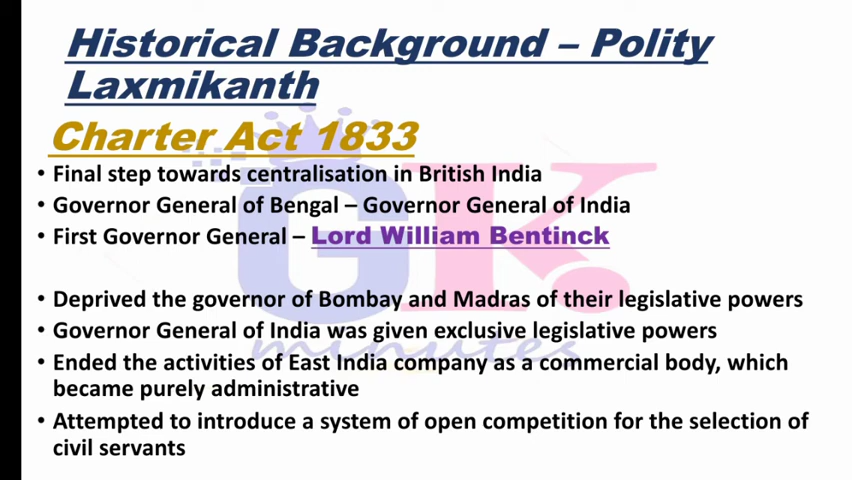 Historical Background – Polity
Laxmikanth
Charter Act 1833
• Final step towards centralisation in British India
• Governor General of Bengal – Governor General of India
• First Governor General – Lord William Bentinck
• Deprived the governor of Bombay and Madras of their legislative powers
• Governor General of India was given exclusive legislative powers
• Ended the activities of East India company as a commercial body, which
became purely administrative
• Attempted to introduce a system of open competition for the selection of
civil servants
GK
minutes